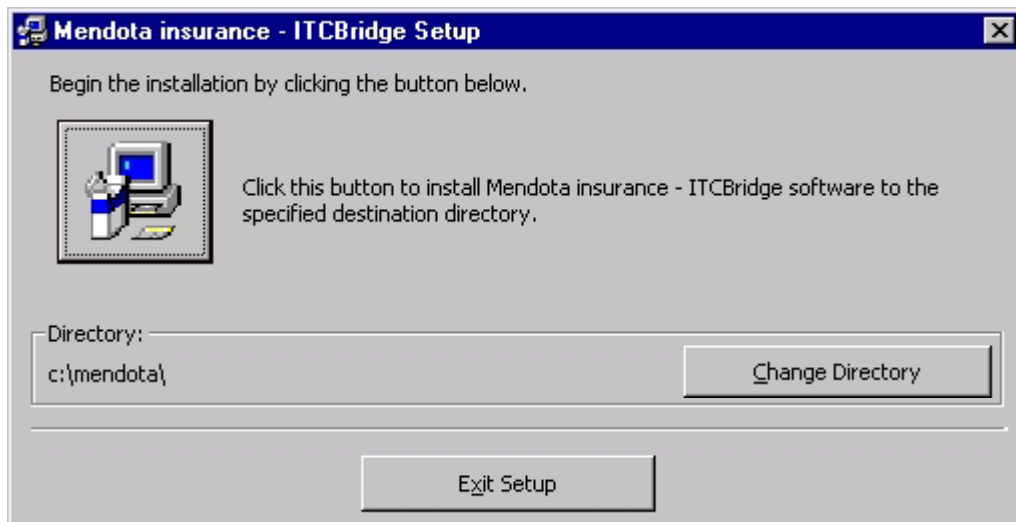 Mendota insurance - ITCBridge Setup
Begin the installation by clicking the button below.
Click this button to install Mendota insurance - ITCBridge software to the
specified destination directory.
Directory:
c:\mendota\
Change Directory
Exit Setup